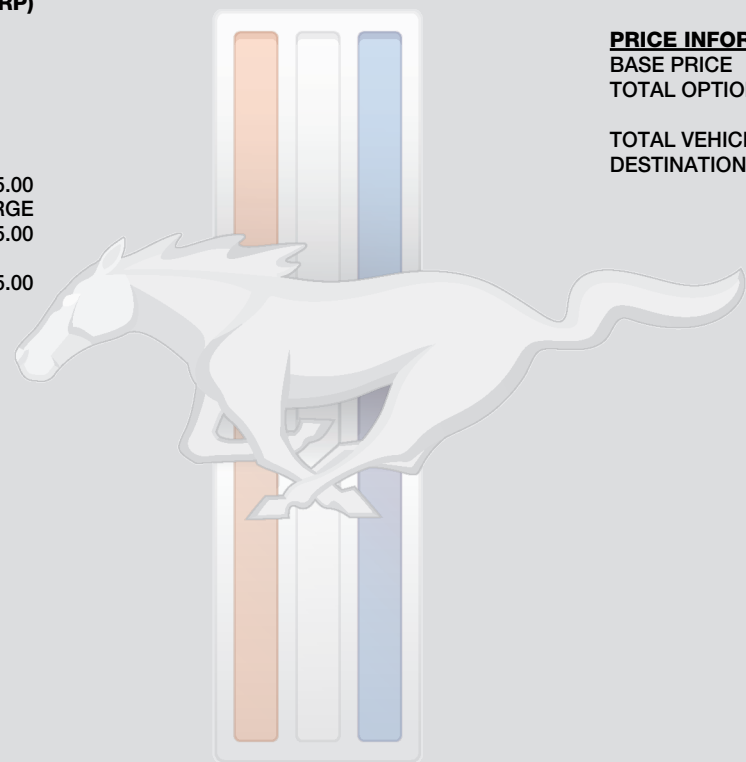 RP)
5.00
RGE
5.00
5.00
PRICE INFOR
BASE PRICE
TOTAL OPTIO
TOTAL VEHICL
DESTINATION